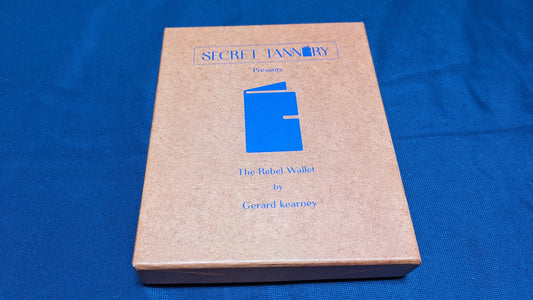 SECRET TANNERY
Presents
The Rebel Wallet
by
Gerard kearney